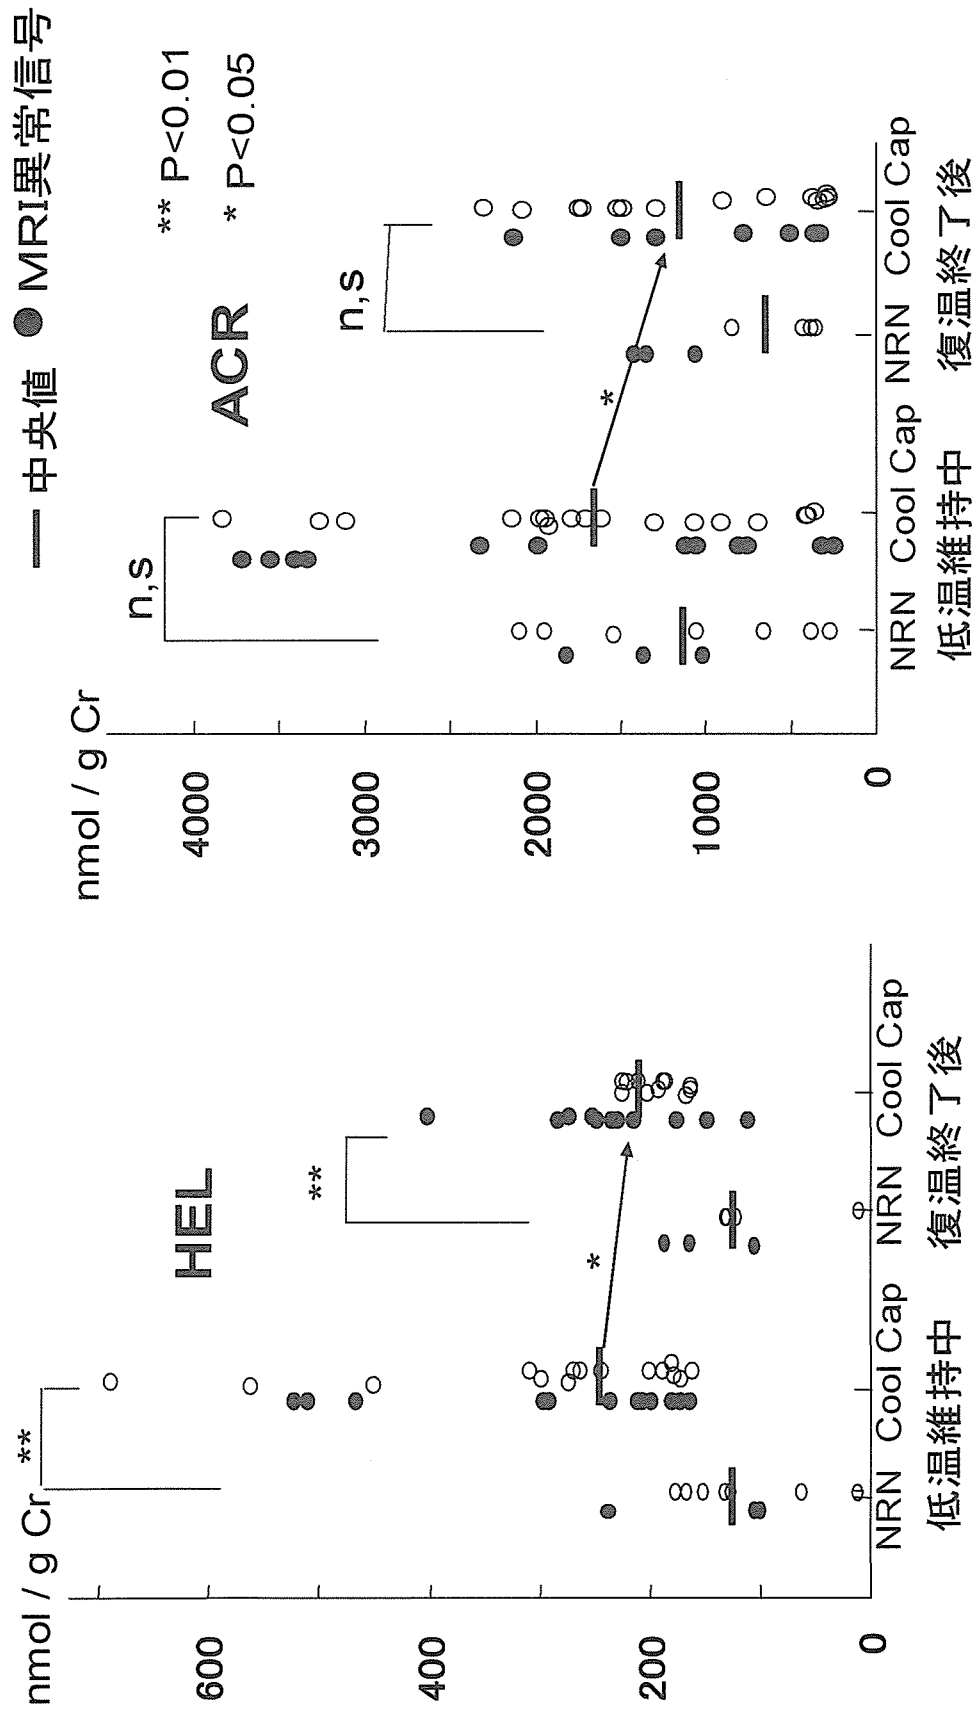 ━ 中央値 ● MRI異常信号
nmol / g Cr
HEL
**
**
*
600
400
200
0
NRN Cool Cap NRN Cool Cap
低温維持中 復温終了後
nmol / g Cr
ACR
** P<0.01
* P<0.05
n,s
n,s
*
4000
3000
2000
1000
0
NRN Cool Cap NRN Cool Cap
低温維持中 復温終了後